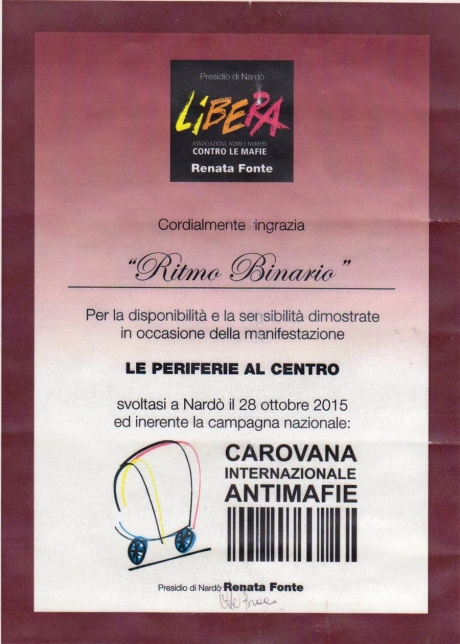 Presidio di Nardò
LIBERA
ASSOCIAZIONI, NOMI E NUMERI
CONTRO LE MAFIE
Renata Fonte
Cordialmente ringrazia
“Ritmo Binario”
Per la disponibilità e la sensibilità dimostrate
in occasione della manifestazione
LE PERIFERIE AL CENTRO
svoltasi a Nardò il 28 ottobre 2015
ed inerente la campagna nazionale:
CAROVANA
INTERNAZIONALE
ANTIMAFIE
Presidio di Nardò Renata Fonte